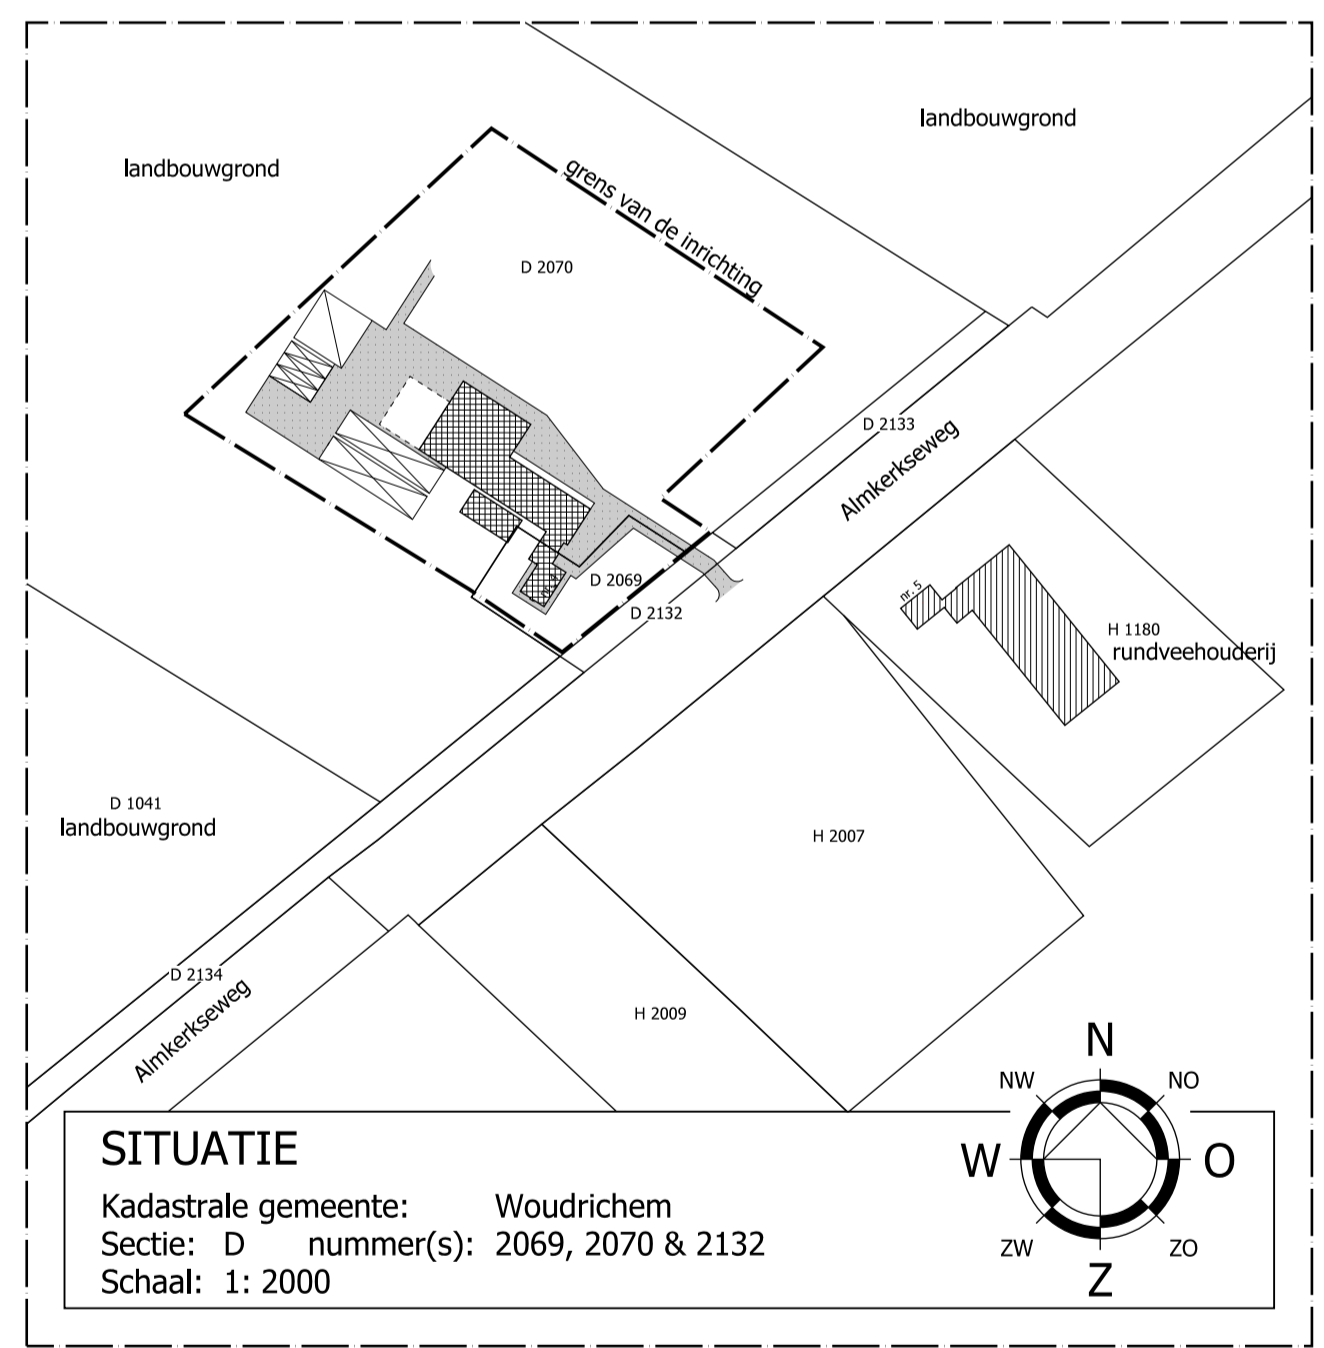 landbouwgrond
landbouwgrond
grens van de inrichting
D 2070
D 2133
Almkerkseweg
D 2069
nr. 5
D 2132
H 1180
rundveehouderij
D 1041
landbouwgrond
H 2007
D 2134
Almkerkseweg
H 2009
N
NW
NO
W
O
ZW
ZO
Z
SITUATIE
Kadastrale gemeente: Woudrichem
Sectie: D nummer(s): 2069, 2070 & 2132
Schaal: 1: 2000